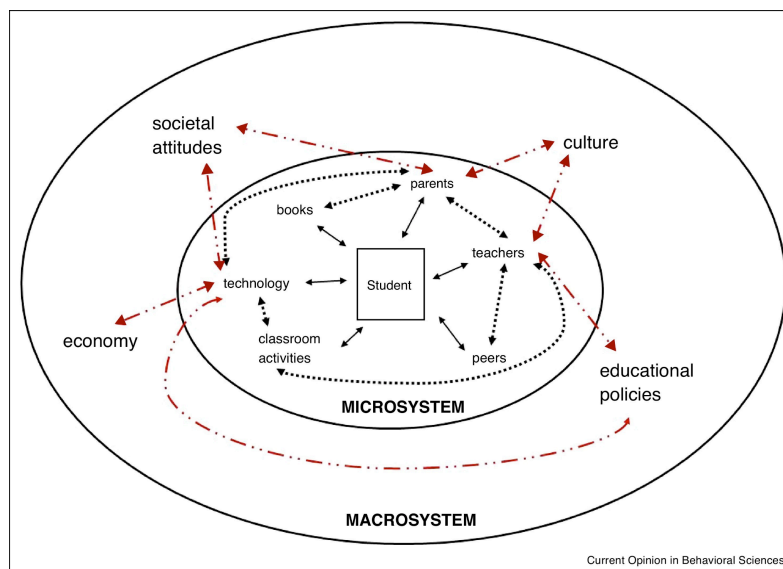 societal
attitudes
culture
parents
books
teachers
technology
Student
economy
classroom
activities
peers
educational
policies
MICROSYSTEM
MACROSYSTEM
Current Opinion in Behavioral Sciences